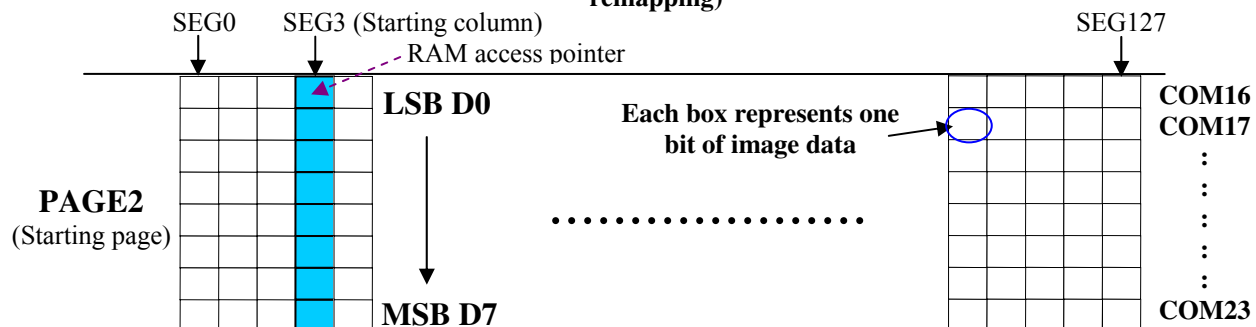 remapping)
SEG0 SEG3 (Starting column) SEG127
RAM access pointer
LSB D0
Each box represents one
bit of image data
COM16
COM17
:
:
:
:
:
PAGE2
(Starting page)
..................
MSB D7
COM23